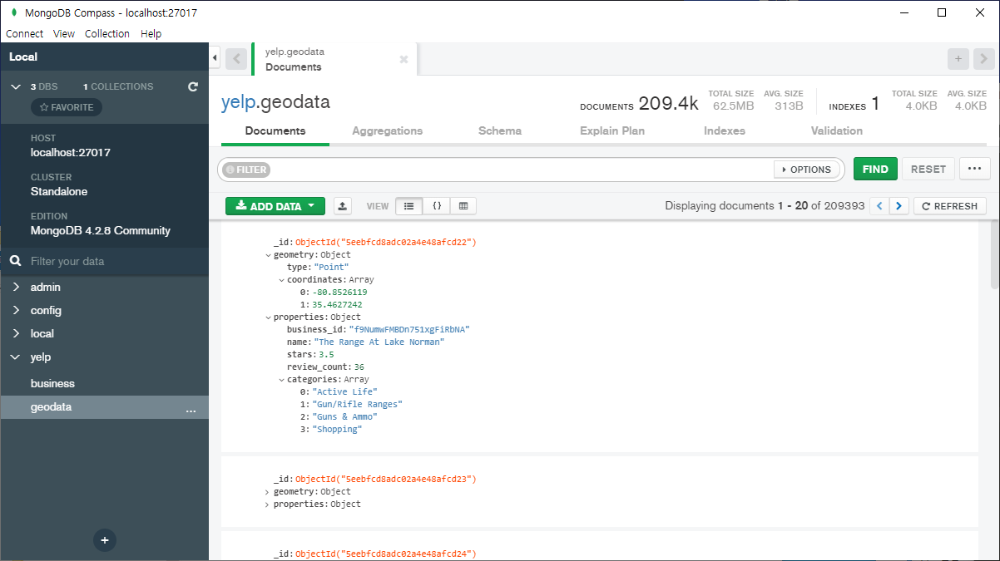 MongoDB Compass - localhost:27017
Connect View Collection Help
Local
3 DBS 1 COLLECTIONS
FAVORITE
HOST
localhost:27017
CLUSTER
Standalone
EDITION
MongoDB 4.2.8 Community
Filter your data
admin
config
local
yelp
business
geodata ...
yelp.geodata
Documents
yelp.geodata
DOCUMENTS 209.4k
TOTAL SIZE 62.5MB
AVG. SIZE 313B
INDEXES 1
TOTAL SIZE 4.0KB
AVG. SIZE 4.0KB
Documents Aggregations Schema Explain Plan Indexes Validation
FILTER OPTIONS FIND RESET ...
ADD DATA VIEW {} Displaying documents 1 - 20 of 209393 < > REFRESH
_id: ObjectId("5eebfcd8adc02a4e48afcd22")
geometry: Object
type: "Point"
coordinates: Array
0: -80.8526119
1: 35.4627242
properties: Object
business_id: "f9NumwFMBDn751xgFiRbNA"
name: "The Range At Lake Norman"
stars: 3.5
review_count: 36
categories: Array
0: "Active Life"
1: "Gun/Rifle Ranges"
2: "Guns & Ammo"
3: "Shopping"
_id: ObjectId("5eebfcd8adc02a4e48afcd23")
geometry: Object
properties: Object
_id: ObjectId("5eebfcd8adc02a4e48afcd24")